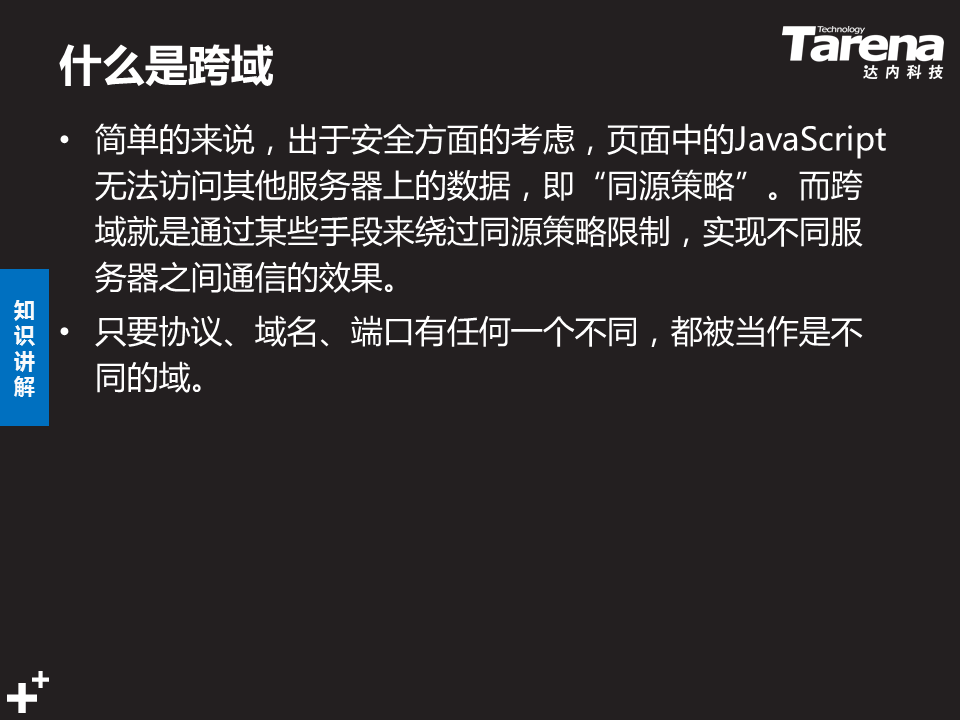 什么是跨域
Technology
Tarena
达内科技
• 简单的来说，出于安全方面的考虑，页面中的JavaScript
无法访问其他服务器上的数据，即“同源策略”。而跨
域就是通过某些手段来绕过同源策略限制，实现不同服
务器之间通信的效果。
• 只要协议、域名、端口有任何一个不同，都被当作是不
同的域。
知
识
讲
解